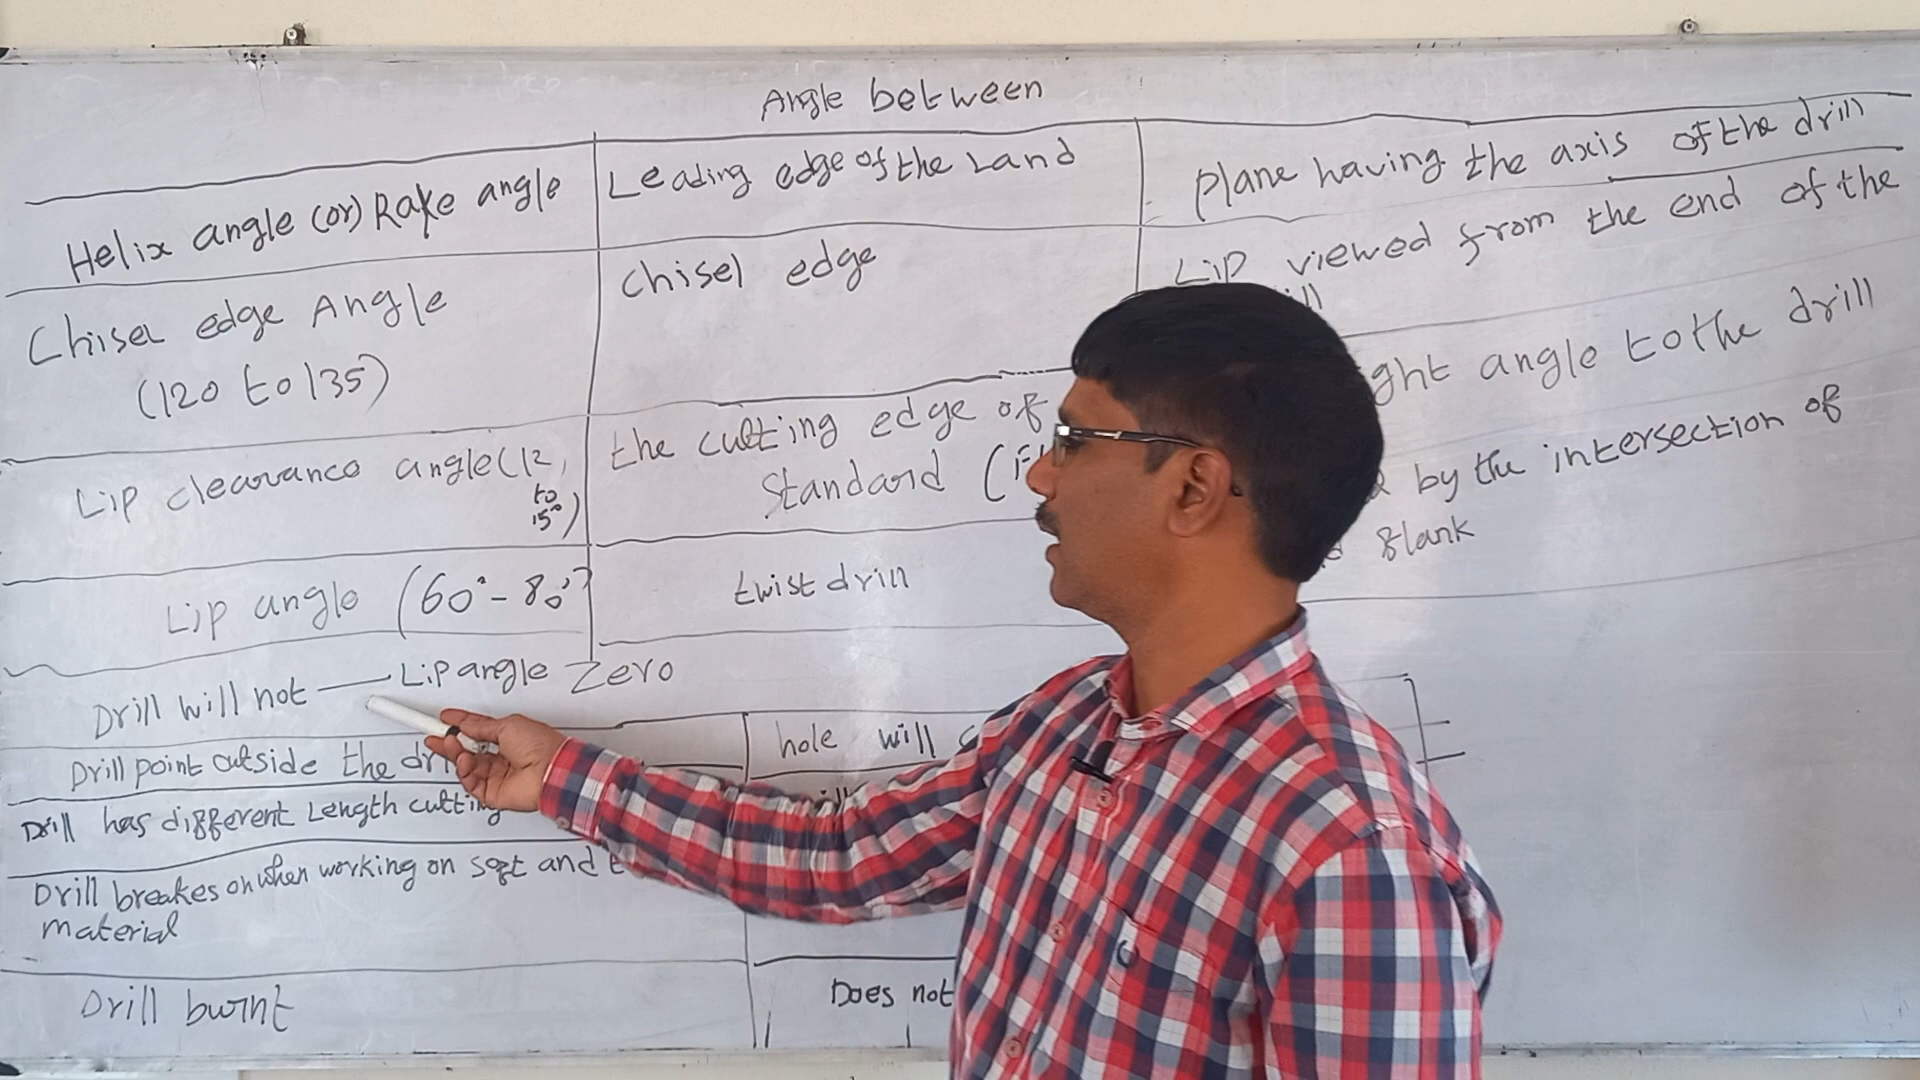 Angle between
Helix angle (or) Rake angle
Leading edge of the Land
plane having the axis of the drill
Chisel edge Angle
(120 to 135)
Chisel edge
Lip viewed from the end of the
Lip clearance angle (12,
to
15°)
the cutting edge of
Standard
ght angle to the drill
by the intersection of
Blank
Lip angle (60°-80°)
twist drill
Drill will not — Lip angle Zero
Drill point outside the dr
hole will
Drill has different Length cutting
Drill breakes on when working on soft and
material
Drill burnt
Does not